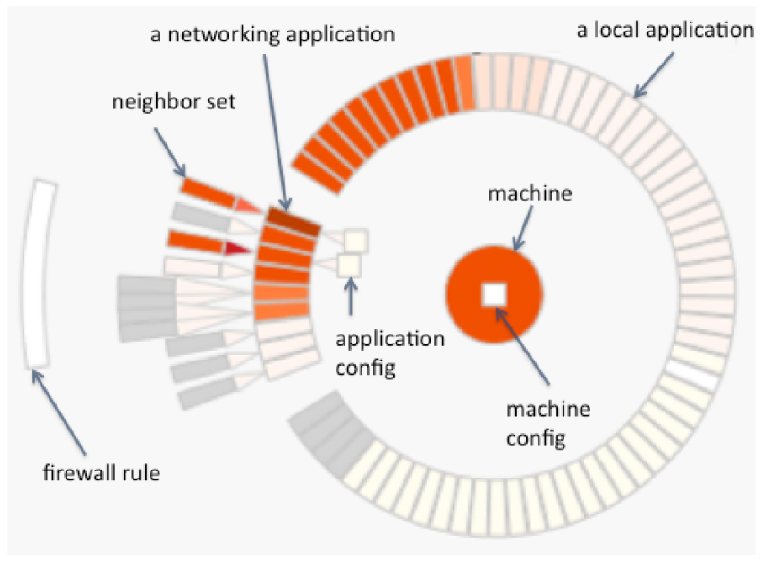 a networking application
a local application
neighbor set
machine
application
config
machine
config
firewall rule